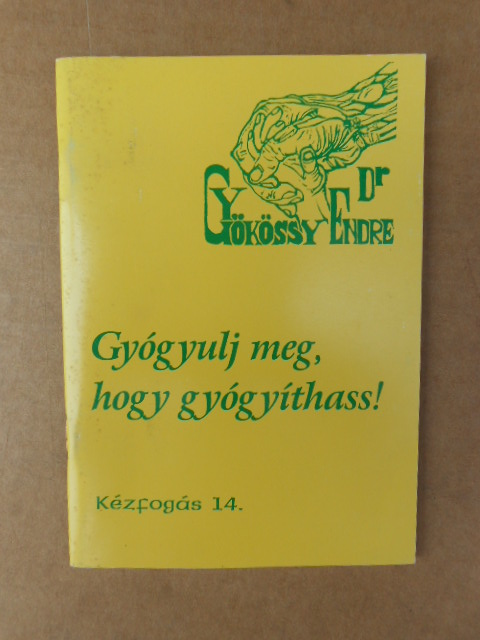 Dr
Gyökössy Endre
Gyógyulj meg,
hogy gyógyíthass!
Kézfogás 14.